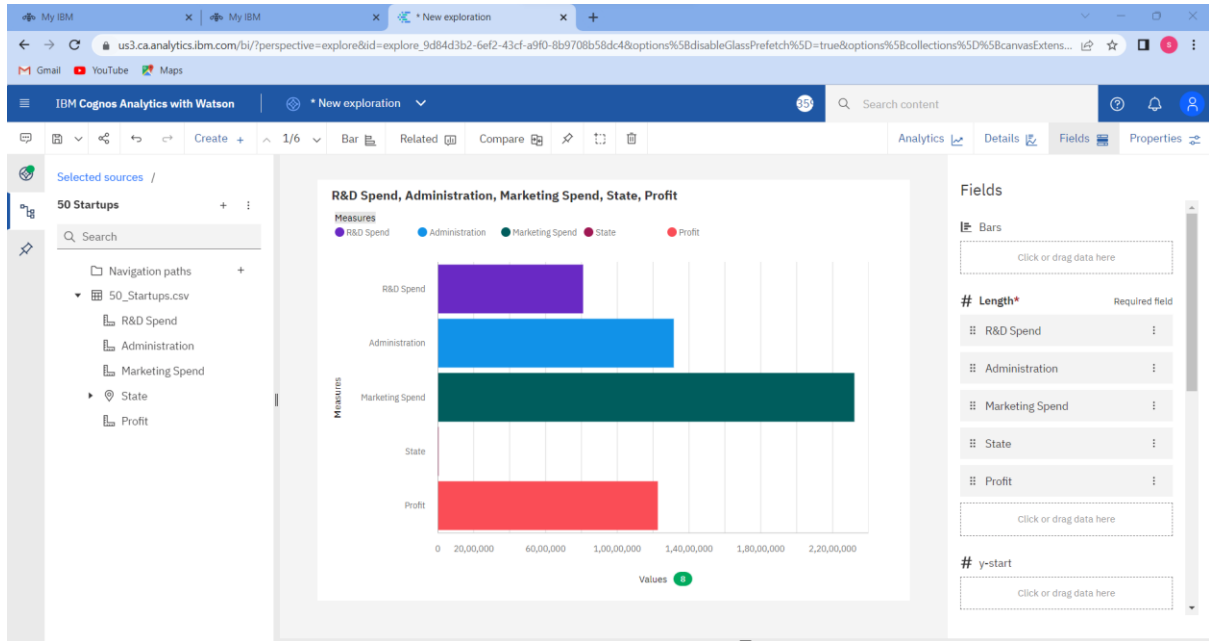 My IBM
My IBM
* New exploration
us3.ca.analytics.ibm.com/bi/?perspective=explore&id=explore_9d84d3b2-6ef2-43cf-a9f0-8b9708b58dc4&options%5BdisableGlassPrefetch%5D=true&options%5Bcollections%5D%5BcanvasExtens...
S
Gmail YouTube Maps
IBM Cognos Analytics with Watson
* New exploration
359
Search content
Create + 1/6 Bar Related Compare
Analytics Details Fields Properties
Selected sources /
50 Startups
Search
Navigation paths
50_Startups.csv
R&D Spend
Administration
Marketing Spend
State
Profit
R&D Spend, Administration, Marketing Spend, State, Profit
Measures
R&D Spend Administration Marketing Spend State Profit
Measures
R&D Spend
Administration
Marketing Spend
State
Profit
0 20,00,000 60,00,000 1,00,00,000 1,40,00,000 1,80,00,000 2,20,00,000
Values 8
Fields
Bars
Click or drag data here
# Length* Required field
R&D Spend
Administration
Marketing Spend
State
Profit
Click or drag data here
# y-start
Click or drag data here